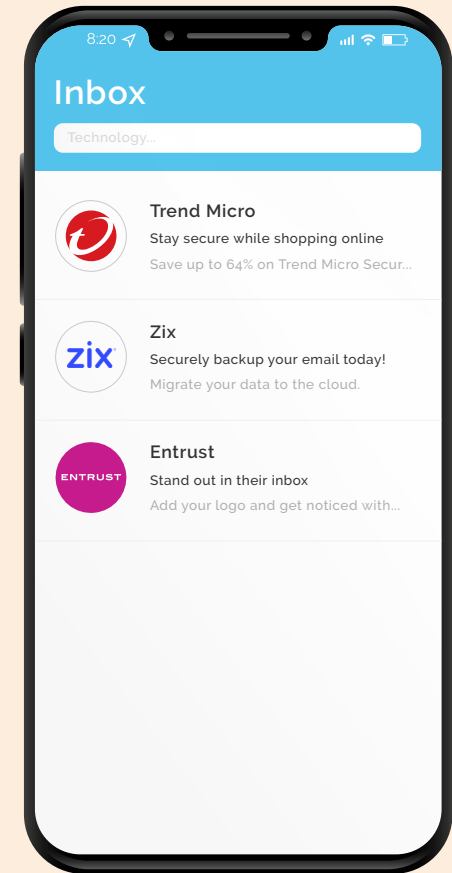 8:20
Inbox
Technology...
Trend Micro
Stay secure while shopping online
Save up to 64% on Trend Micro Secur...
zix
Zix
Securely backup your email today!
Migrate your data to the cloud.
ENTRUST
Entrust
Stand out in their inbox
Add your logo and get noticed with...